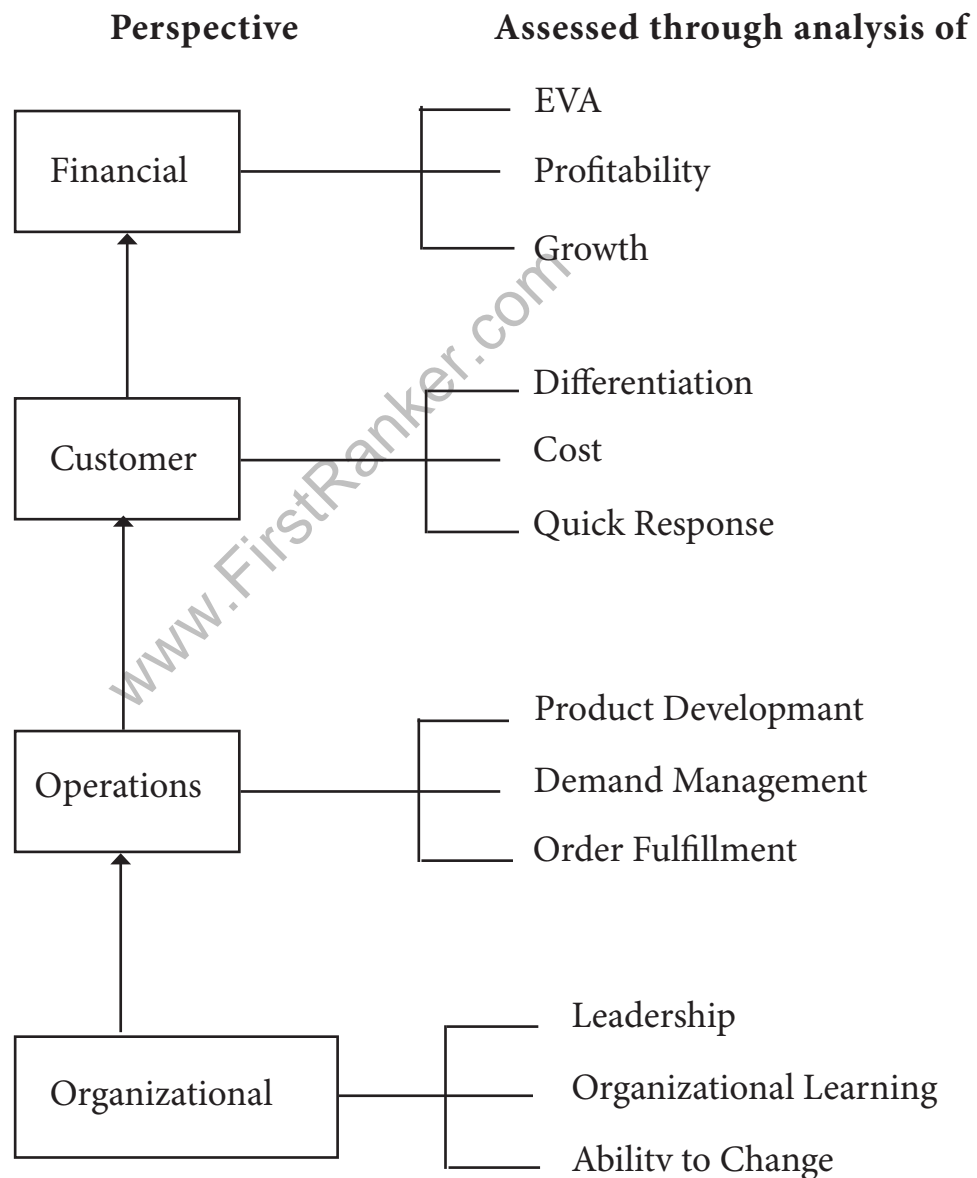 Perspective
Assessed through analysis of
Financial
EVA
Profitability
Growth
Customer
Differentiation
Cost
Quick Response
Operations
Product Developmant
Demand Management
Order Fulfillment
Organizational
Leadership
Organizational Learning
Ability to Change
www.FirstRanker.com